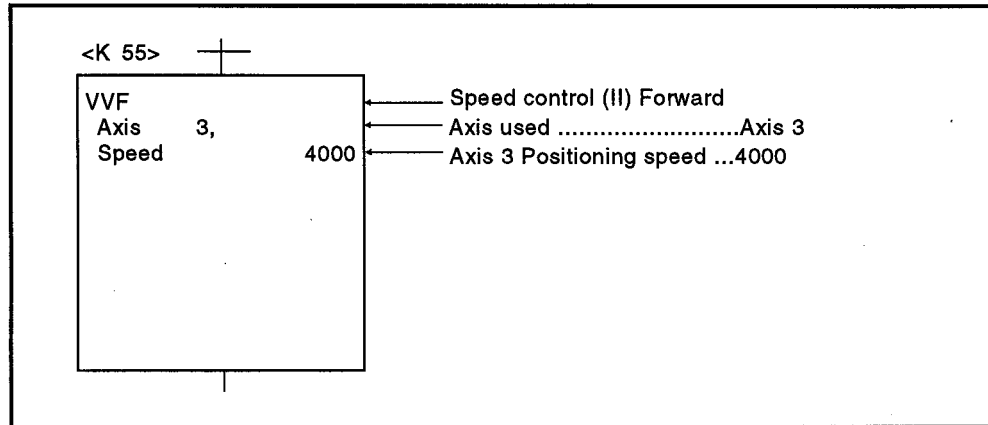 <K 55>
VVF Speed control (II) Forward
Axis 3, Axis used ..........................Axis 3
Speed 4000 Axis 3 Positioning speed ...4000